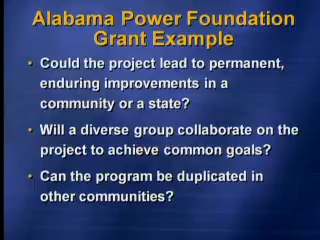 Alabama Power Foundation
Grant Example
• Could the project lead to permanent,
enduring improvements in a
community or a state?
• Will a diverse group collaborate on the
project to achieve common goals?
• Can the program be duplicated in
other communities?